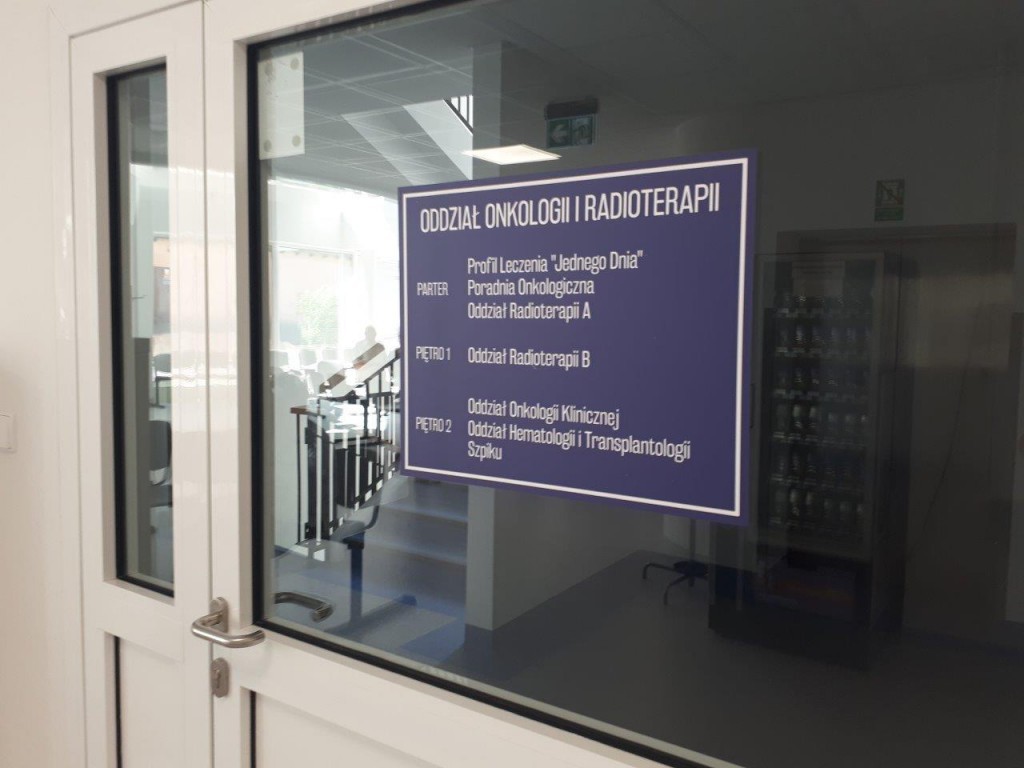 ODDZIAŁ ONKOLOGII I RADIOTERAPII
PARTER
Profil Leczenia "Jednego Dnia"
Poradnia Onkologiczna
Oddział Radioterapii A
PIĘTRO 1
Oddział Radioterapii B
PIĘTRO 2
Oddział Onkologii Klinicznej
Oddział Hematologii i Transplantologii
Szpiku